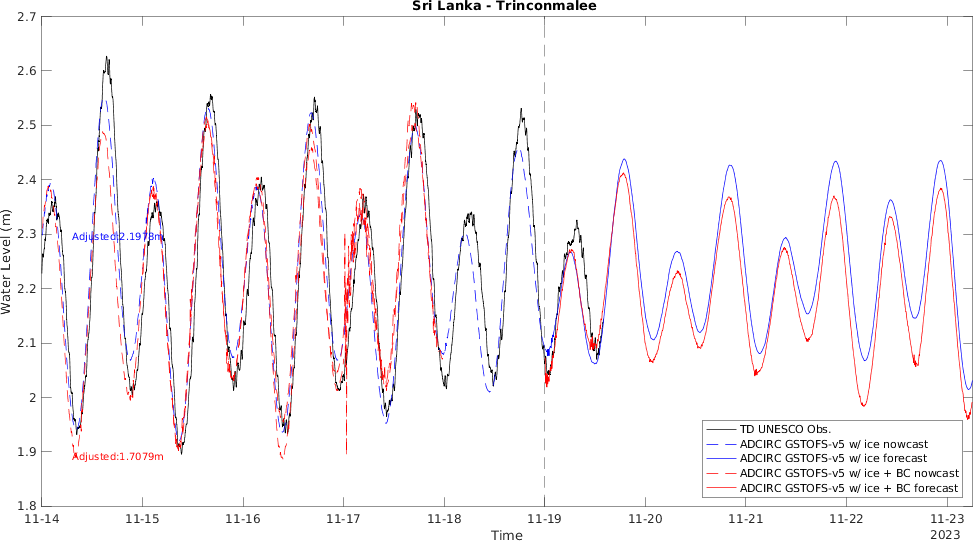 Sri Lanka - Trinconmalee
Water Level (m)
2.7
2.6
2.5
2.4
2.3
2.2
2.1
2
1.9
1.8
Adjusted:2.1978m
Adjusted:1.7079m
TD UNESCO Obs.
ADCIRC GSTOFS-v5 w/ ice nowcast
ADCIRC GSTOFS-v5 w/ ice forecast
ADCIRC GSTOFS-v5 w/ ice + BC nowcast
ADCIRC GSTOFS-v5 w/ ice + BC forecast
11-14 11-15 11-16 11-17 11-18 11-19 11-20 11-21 11-22 11-23
Time 2023